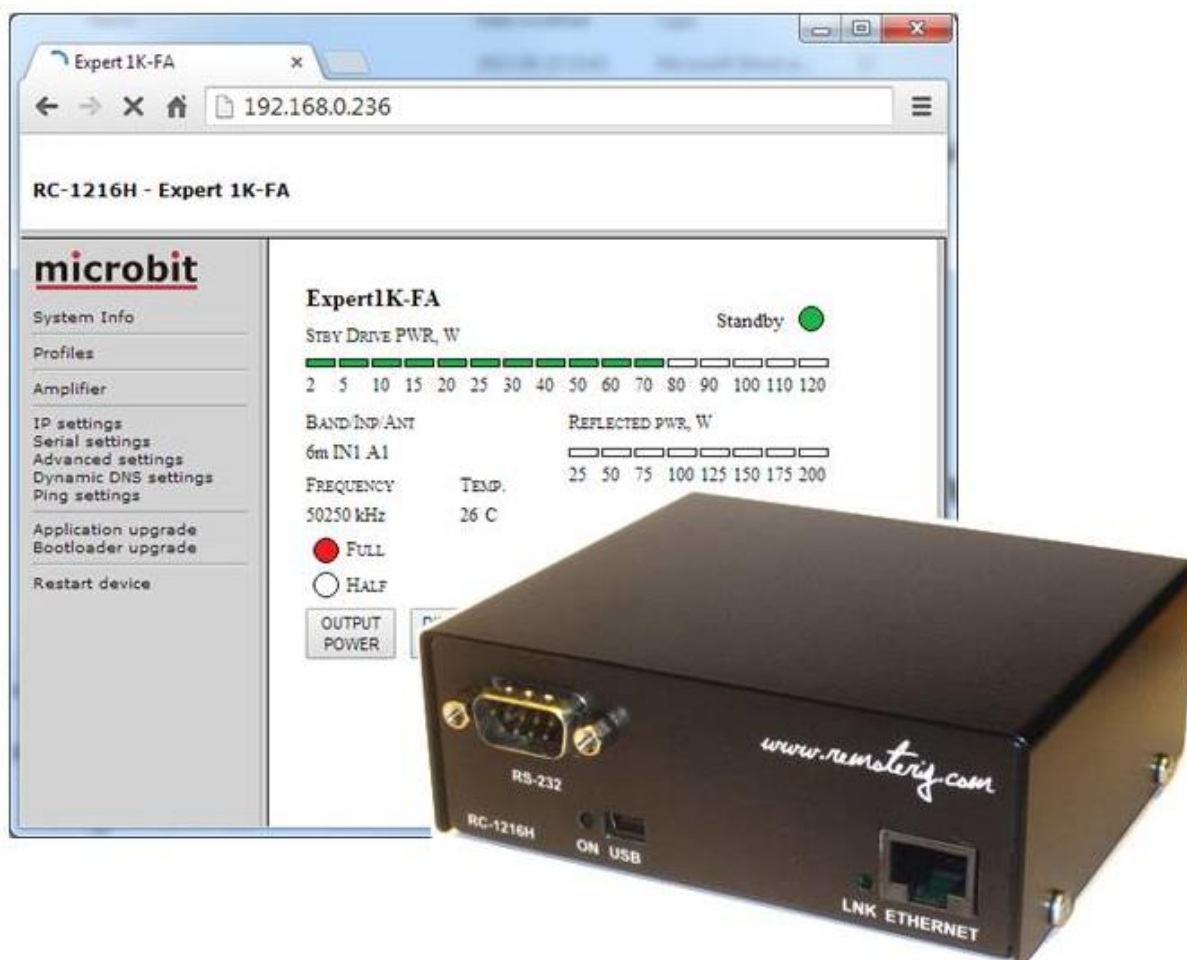 Expert 1K-FA
192.168.0.236
RC-1216H - Expert 1K-FA
microbit
System Info
Profiles
Amplifier
IP settings
Serial settings
Advanced settings
Dynamic DNS settings
Ping settings
Application upgrade
Bootloader upgrade
Restart device
Expert1K-FA
Standby
STBY DRIVE PWR, W
2 5 10 15 20 25 30 40 50 60 70 80 90 100 110 120
BAND/INP/ANT
REFLECTED PWR, W
6m IN1 A1
25 50 75 100 125 150 175 200
FREQUENCY TEMP.
50250 kHz 26 C
FULL
HALF
OUTPUT
POWER
www.remoterig.com
RS-232
RC-1216H
ON USB
LNK ETHERNET